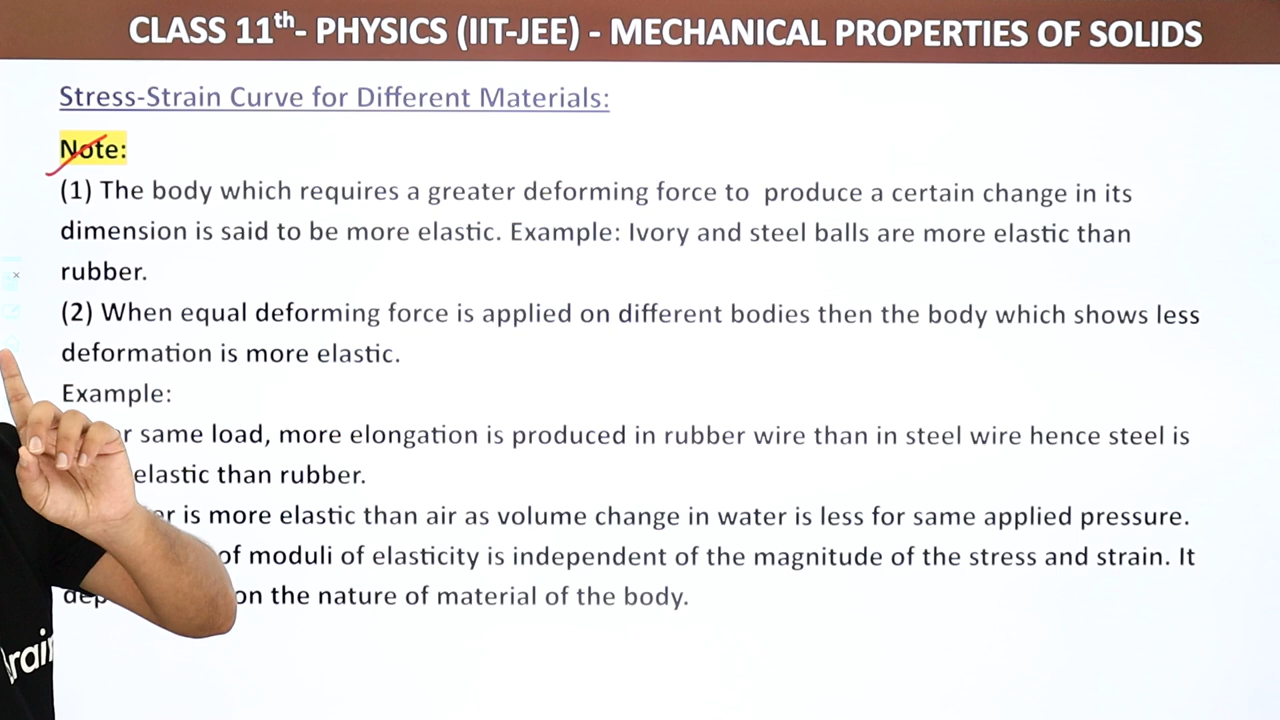 CLASS 11th- PHYSICS (IIT-JEE) - MECHANICAL PROPERTIES OF SOLIDS
Stress-Strain Curve for Different Materials:
Note:
(1) The body which requires a greater deforming force to produce a certain change in its
dimension is said to be more elastic. Example: Ivory and steel balls are more elastic than
rubber.
(2) When equal deforming force is applied on different bodies then the body which shows less
deformation is more elastic.
Example:
same load, more elongation is produced in rubber wire than in steel wire hence steel is
elastic than rubber.
is more elastic than air as volume change in water is less for same applied pressure.
of moduli of elasticity is independent of the magnitude of the stress and strain. It
on the nature of material of the body.